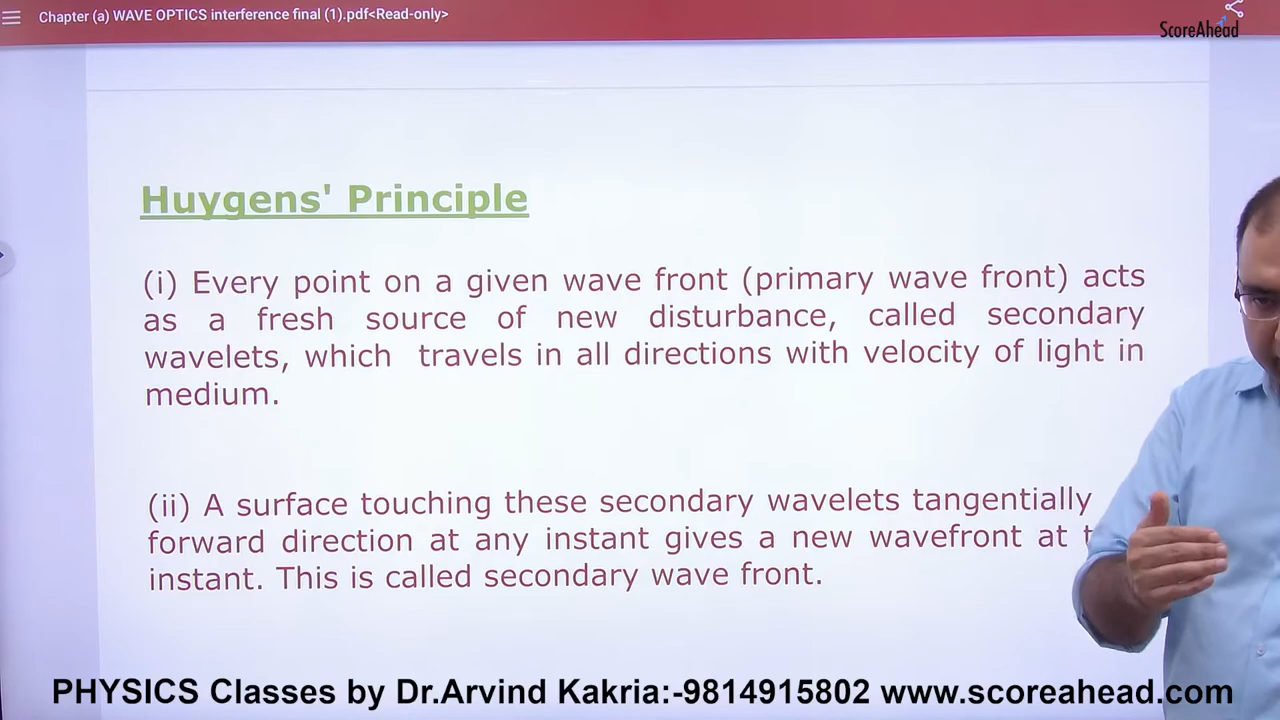 Chapter (a) WAVE OPTICS interference final (1).pdf<Read-only>
ScoreAhead
Huygens' Principle
(i) Every point on a given wave front (primary wave front) acts
as a fresh source of new disturbance, called secondary
wavelets, which travels in all directions with velocity of light in
medium.
(ii) A surface touching these secondary wavelets tangentially
forward direction at any instant gives a new wavefront at
instant. This is called secondary wave front.
PHYSICS Classes by Dr.Arvind Kakria:-9814915802 www.scoreahead.com